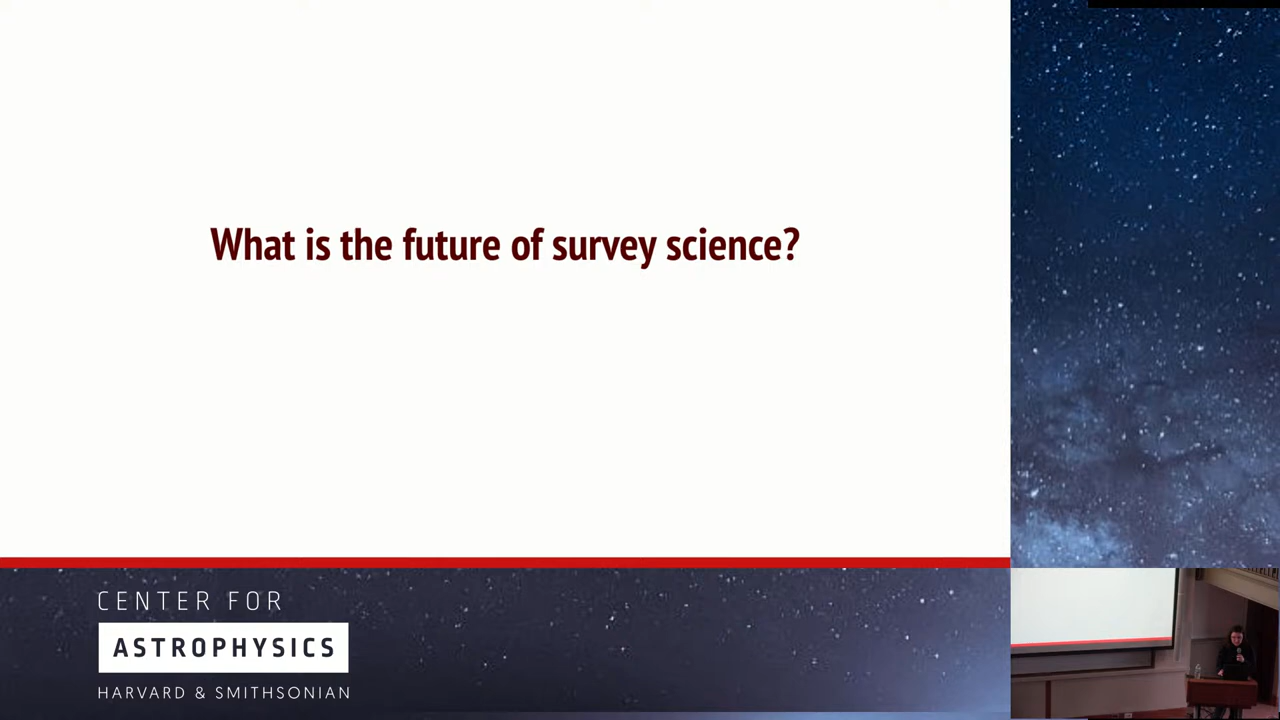 What is the future of survey science?
CENTER FOR
ASTROPHYSICS
HARVARD & SMITHSONIAN